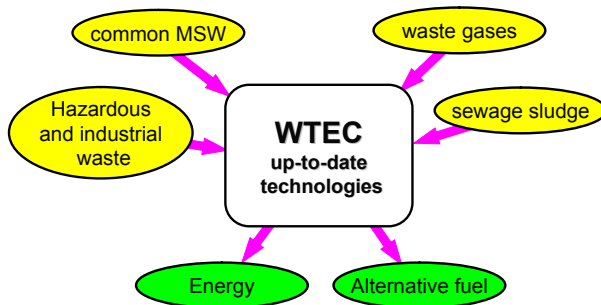 common MSW
waste gases
Hazardous
and industrial
waste
WTEC
up-to-date
technologies
sewage sludge
Energy
Alternative fuel